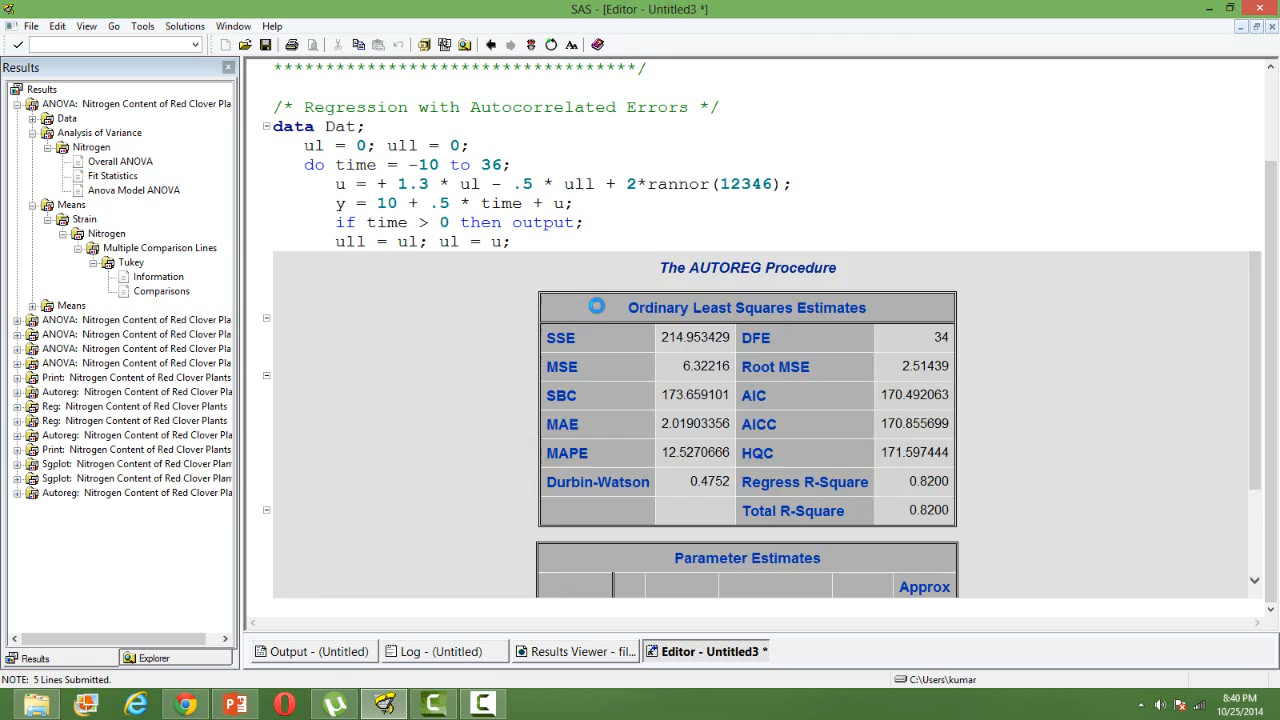 SAS - [Editor - Untitled3 *]
File Edit View Go Tools Solutions Window Help
Results
Results
ANOVA: Nitrogen Content of Red Clover Pla
Data
Analysis of Variance
Nitrogen
Overall ANOVA
Fit Statistics
Anova Model ANOVA
Means
Strain
Nitrogen
Multiple Comparison Lines
Tukey
Information
Comparisons
Means
ANOVA: Nitrogen Content of Red Clover Pla
ANOVA: Nitrogen Content of Red Clover Pla
ANOVA: Nitrogen Content of Red Clover Pla
ANOVA: Nitrogen Content of Red Clover Pla
Print: Nitrogen Content of Red Clover Plants
Autoreg: Nitrogen Content of Red Clover Pla
Reg: Nitrogen Content of Red Clover Plants
Reg: Nitrogen Content of Red Clover Plants
Autoreg: Nitrogen Content of Red Clover Pla
Print: Nitrogen Content of Red Clover Plants
Sgplot: Nitrogen Content of Red Clover Plant
Sgplot: Nitrogen Content of Red Clover Plant
Autoreg: Nitrogen Content of Red Clover Pla
Results Explorer
***********************************/
/* Regression with Autocorrelated Errors */
data Dat;
ul = 0; ull = 0;
do time = -10 to 36;
u = + 1.3 * ul - .5 * ull + 2*rannor(12346);
y = 10 + .5 * time + u;
if time > 0 then output;
ull = ul; ul = u;
The AUTOREG Procedure
Ordinary Least Squares Estimates
SSE 214.953429 DFE 34
MSE 6.32216 Root MSE 2.51439
SBC 173.659101 AIC 170.492063
MAE 2.01903356 AICC 170.855699
MAPE 12.5270666 HQC 171.597444
Durbin-Watson 0.4752 Regress R-Square 0.8200
Total R-Square 0.8200
Parameter Estimates
Approx
Output - (Untitled) Log - (Untitled) Results Viewer - fil... Editor - Untitled3 *
NOTE: 5 Lines Submitted. C:\Users\kumar
8:40 PM
10/25/2014